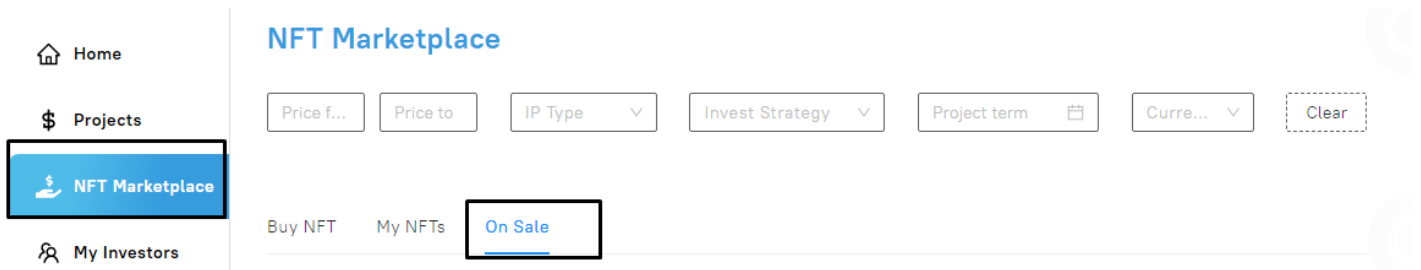 NFT Marketplace
Home
Projects
NFT Marketplace
My Investors
Price f... Price to IP Type Invest Strategy Project term Curre... Clear
Buy NFT My NFTs On Sale